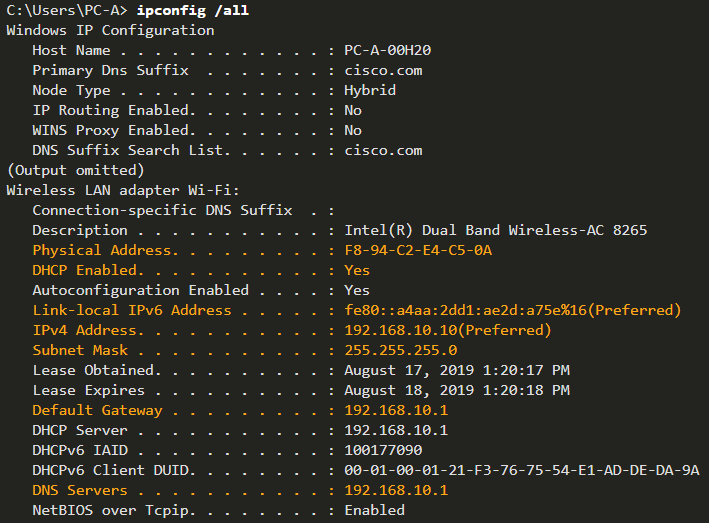 C:\Users\PC-A> ipconfig /all
Windows IP Configuration
Host Name . . . . . . . . . . . . : PC-A-00H20
Primary Dns Suffix  . . . . . . . : cisco.com
Node Type . . . . . . . . . . . . : Hybrid
IP Routing Enabled. . . . . . . . : No
WINS Proxy Enabled. . . . . . . . : No
DNS Suffix Search List. . . . . . : cisco.com
(Output omitted)
Wireless LAN adapter Wi-Fi:
Connection-specific DNS Suffix  . :
Description . . . . . . . . . . . : Intel(R) Dual Band Wireless-AC 8265
Physical Address. . . . . . . . . : F8-94-C2-E4-C5-0A
DHCP Enabled. . . . . . . . . . . : Yes
Autoconfiguration Enabled . . . . : Yes
Link-local IPv6 Address . . . . . : fe80::a4aa:2dd1:ae2d:a75e%16(Preferred)
IPv4 Address. . . . . . . . . . . : 192.168.10.10(Preferred)
Subnet Mask . . . . . . . . . . . : 255.255.255.0
Lease Obtained. . . . . . . . . . : August 17, 2019 1:20:17 PM
Lease Expires . . . . . . . . . . : August 18, 2019 1:20:18 PM
Default Gateway . . . . . . . . . : 192.168.10.1
DHCP Server . . . . . . . . . . . : 192.168.10.1
DHCPv6 IAID . . . . . . . . . . . : 100177090
DHCPv6 Client DUID. . . . . . . . : 00-01-00-01-21-F3-76-75-54-E1-AD-DE-DA-9A
DNS Servers . . . . . . . . . . . : 192.168.10.1
NetBIOS over Tcpip. . . . . . . . : Enabled